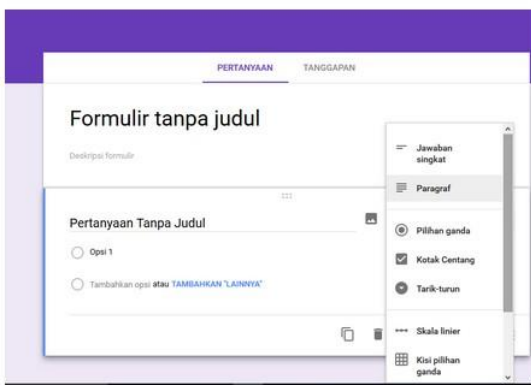 PERTANYAAN TANGGAPAN
Formulir tanpa judul
Deskripsi formulir
Pertanyaan Tanpa Judul
Opsi 1
Tambahkan opsi atau TAMBAHKAN "LAINNYA"
Jawaban
singkat
Paragraf
Pilihan ganda
Kotak Centang
Tarik-turun
Skala linier
Kisi pilihan
ganda